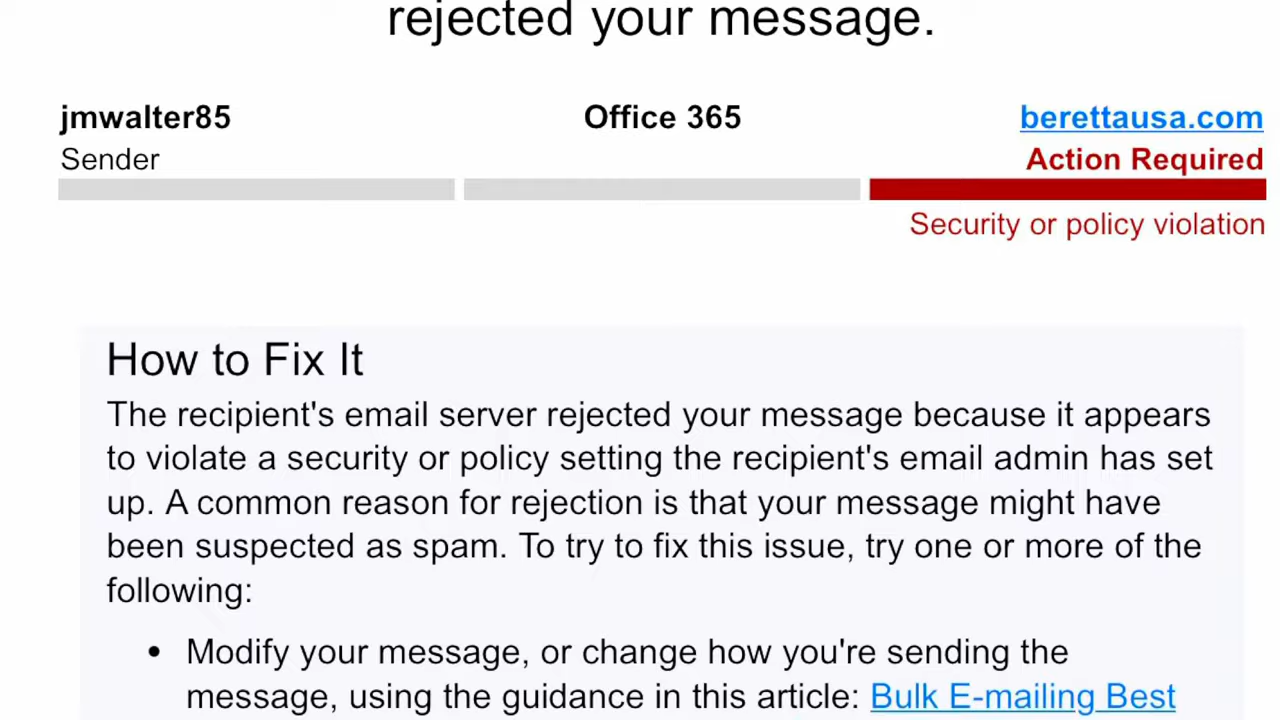 rejected your message.
jmwalter85 Office 365 berettausa.com
Sender Action Required
Security or policy violation
How to Fix It
The recipient's email server rejected your message because it appears
to violate a security or policy setting the recipient's email admin has set
up. A common reason for rejection is that your message might have
been suspected as spam. To try to fix this issue, try one or more of the
following:
• Modify your message, or change how you're sending the
message, using the guidance in this article: Bulk E-mailing Best